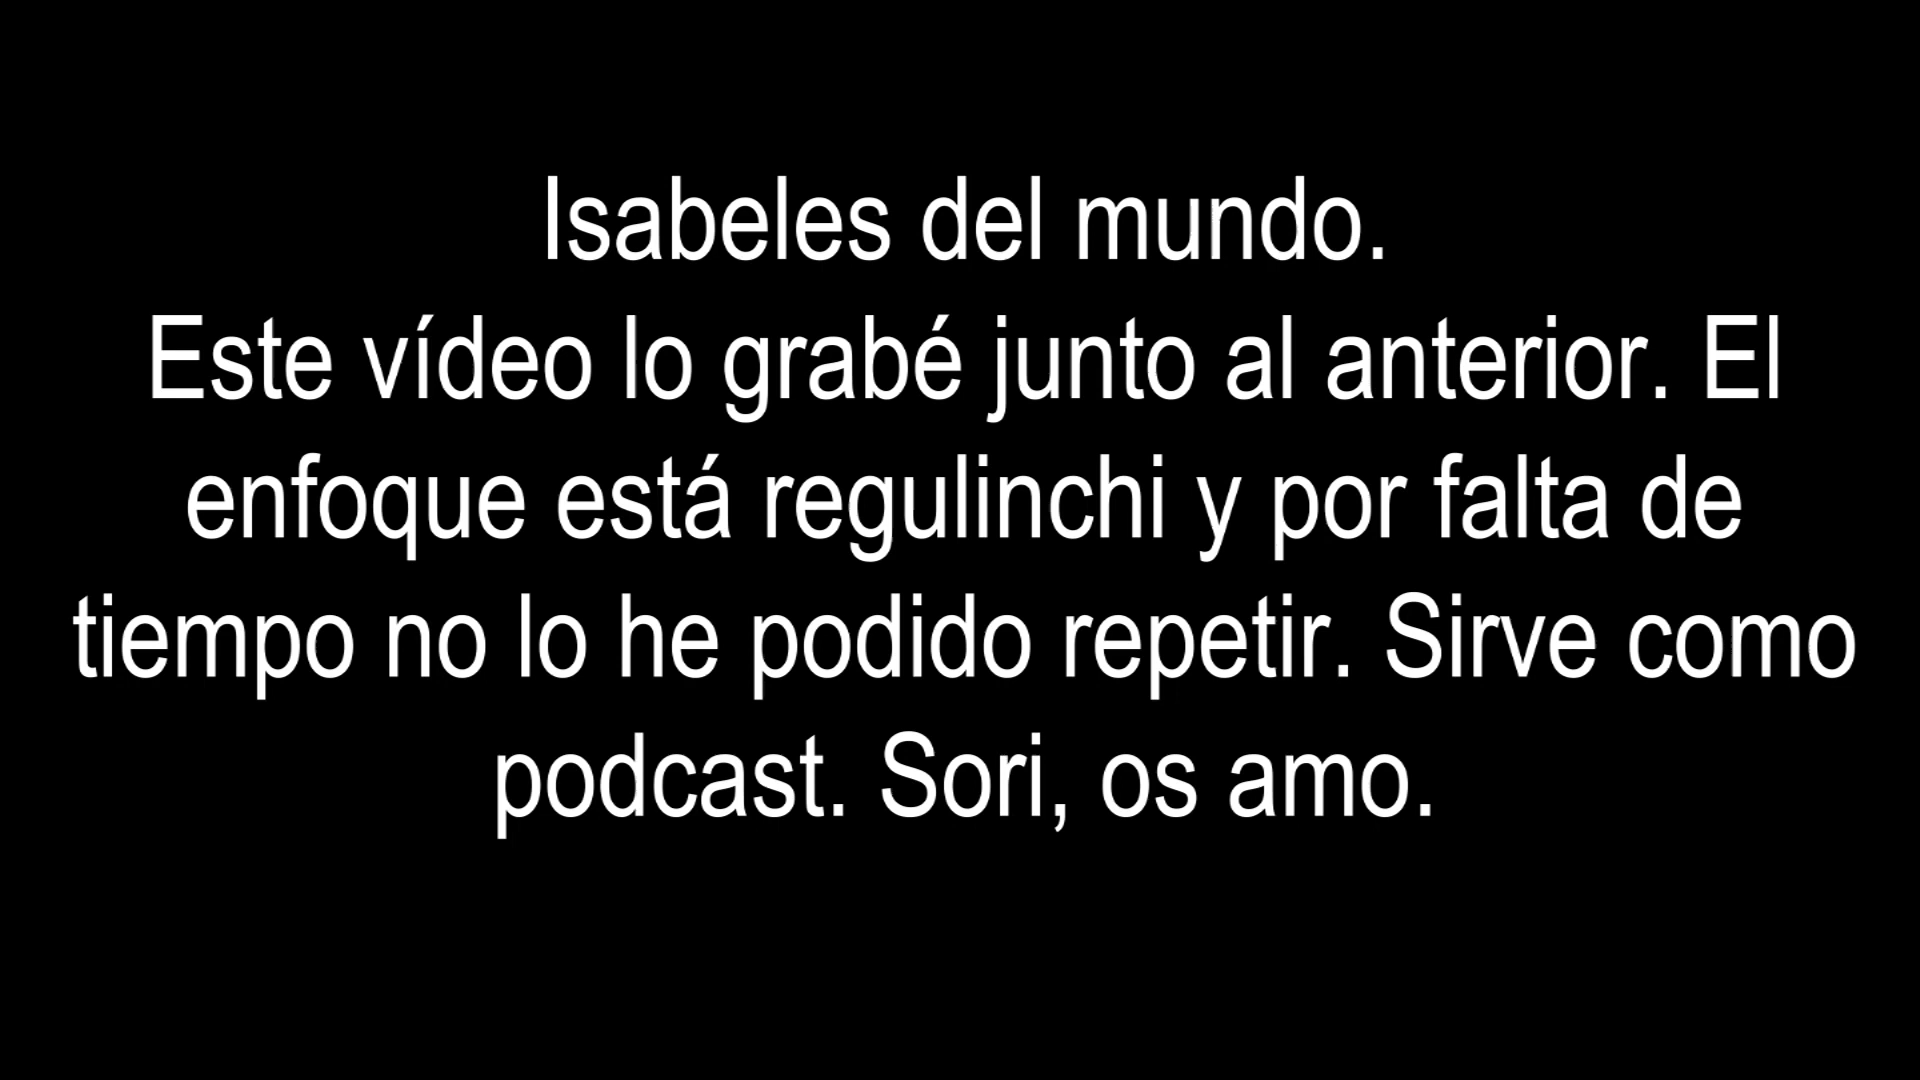 Isabeles del mundo.
Este vídeo lo grabé junto al anterior. El
enfoque está regulinchi y por falta de
tiempo no lo he podido repetir. Sirve como
podcast. Sori, os amo.